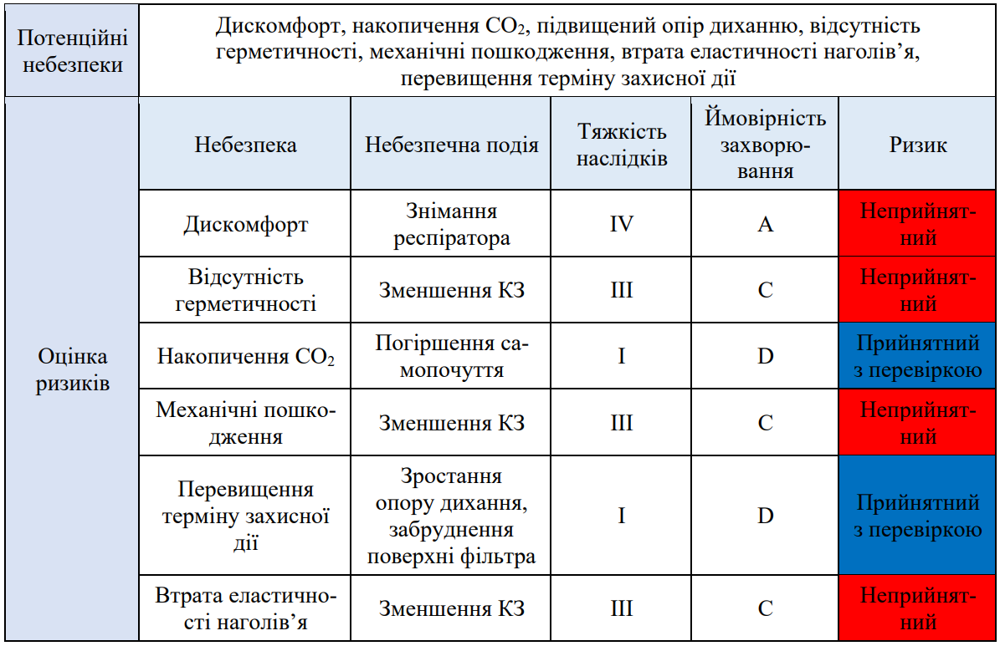 Потенційні
небезпеки
Дискомфорт, накопичення CO₂, підвищений опір диханню, відсутність
герметичності, механічні пошкодження, втрата еластичності наголів’я,
перевищення терміну захисної дії
Оцінка
ризиків
Небезпека
Небезпечна подія
Тяжкість
наслідків
Ймовірність
захворю-
вання
Ризик
Дискомфорт
Знімання
респіратора
IV
A
Неприйнят-
ний
Відсутність
герметичності
Зменшення КЗ
III
C
Неприйнят-
ний
Накопичення CO₂
Погіршення са-
мопочуття
I
D
Прийнятний
з перевіркою
Механічні пошко-
дження
Зменшення КЗ
III
C
Неприйнят-
ний
Перевищення
терміну захисної
дії
Зростання
опору дихання,
забруднення
поверхні фільтра
I
D
Прийнятний
з перевіркою
Втрата еластично-
сті наголів’я
Зменшення КЗ
III
C
Неприйнят-
ний